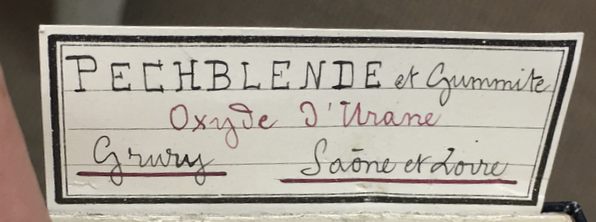 PECHBLENDE et Gummite
Oxyde d'Urane
Grury Saône et Loire